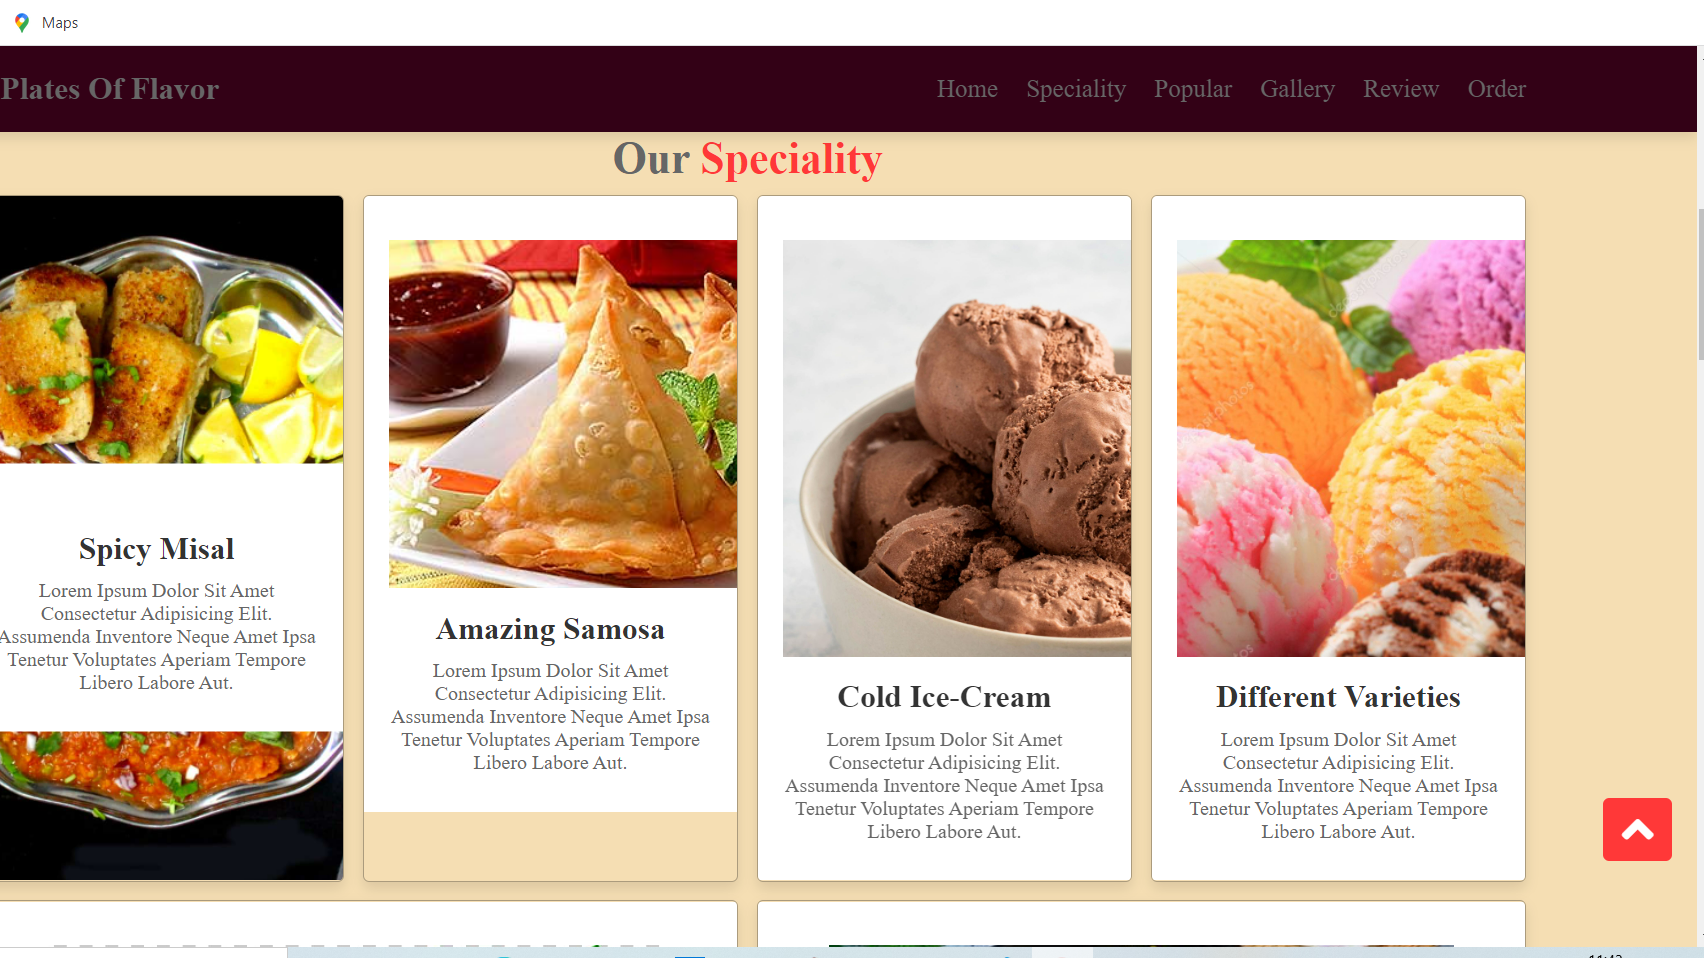 Maps
Plates Of Flavor
Home Speciality Popular Gallery Review Order
Our Speciality
Spicy Misal
Lorem Ipsum Dolor Sit Amet
Consectetur Adipisicing Elit.
Assumenda Inventore Neque Amet Ipsa
Tenetur Voluptates Aperiam Tempore
Libero Labore Aut.
Amazing Samosa
Lorem Ipsum Dolor Sit Amet
Consectetur Adipisicing Elit.
Assumenda Inventore Neque Amet Ipsa
Tenetur Voluptates Aperiam Tempore
Libero Labore Aut.
Cold Ice-Cream
Lorem Ipsum Dolor Sit Amet
Consectetur Adipisicing Elit.
Assumenda Inventore Neque Amet Ipsa
Tenetur Voluptates Aperiam Tempore
Libero Labore Aut.
Different Varieties
Lorem Ipsum Dolor Sit Amet
Consectetur Adipisicing Elit.
Assumenda Inventore Neque Amet Ipsa
Tenetur Voluptates Aperiam Tempore
Libero Labore Aut.